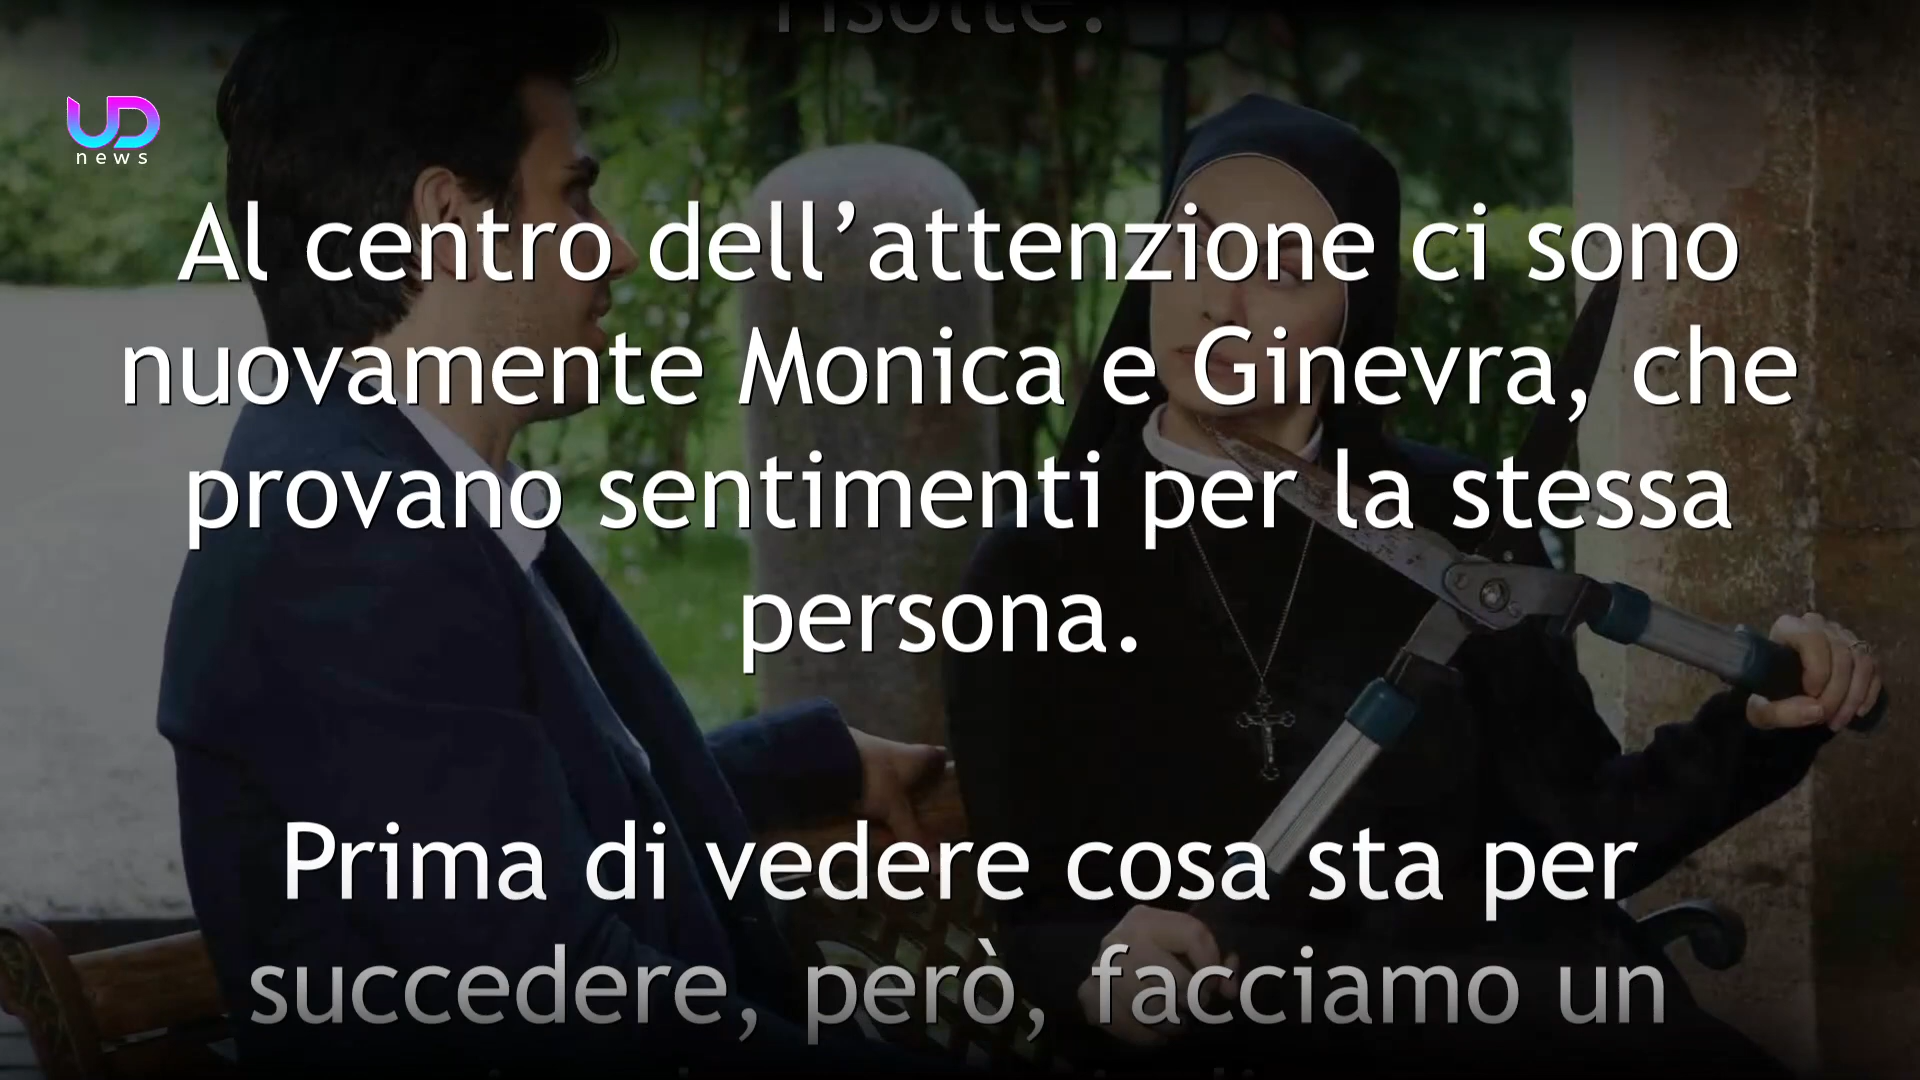 risolte.
UD
news
Al centro dell’attenzione ci sono
nuovamente Monica e Ginevra, che
provano sentimenti per la stessa
persona.
Prima di vedere cosa sta per
succedere, però, facciamo un